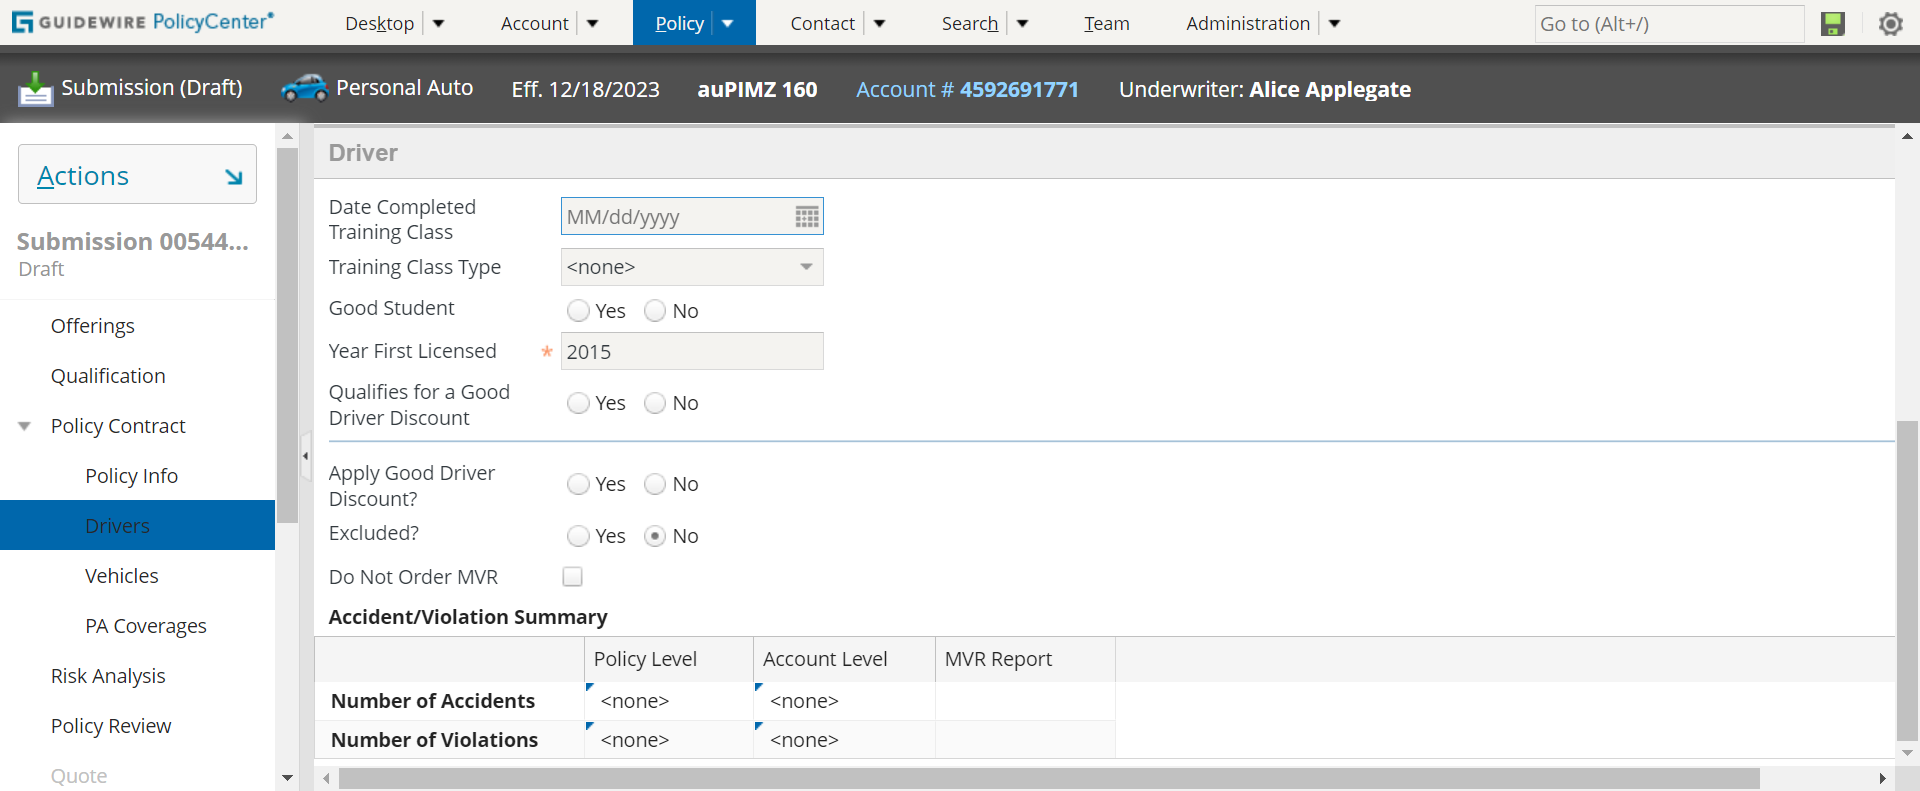 GUIDEWIRE PolicyCenter® Desktop Account Policy Contact Search Team Administration Go to (Alt+/)
Submission (Draft) Personal Auto Eff. 12/18/2023 auPIMZ 160 Account # 4592691771 Underwriter: Alice Applegate
Actions
Submission 00544...
Draft
Offerings
Qualification
Policy Contract
Policy Info
Drivers
Vehicles
PA Coverages
Risk Analysis
Policy Review
Quote
Driver
Date Completed
Training Class MM/dd/yyyy
Training Class Type <none>
Good Student Yes No
Year First Licensed * 2015
Qualifies for a Good
Driver Discount Yes No
Apply Good Driver
Discount? Yes No
Excluded? Yes No
Do Not Order MVR
Accident/Violation Summary
Policy Level Account Level MVR Report
Number of Accidents <none> <none>
Number of Violations <none> <none>